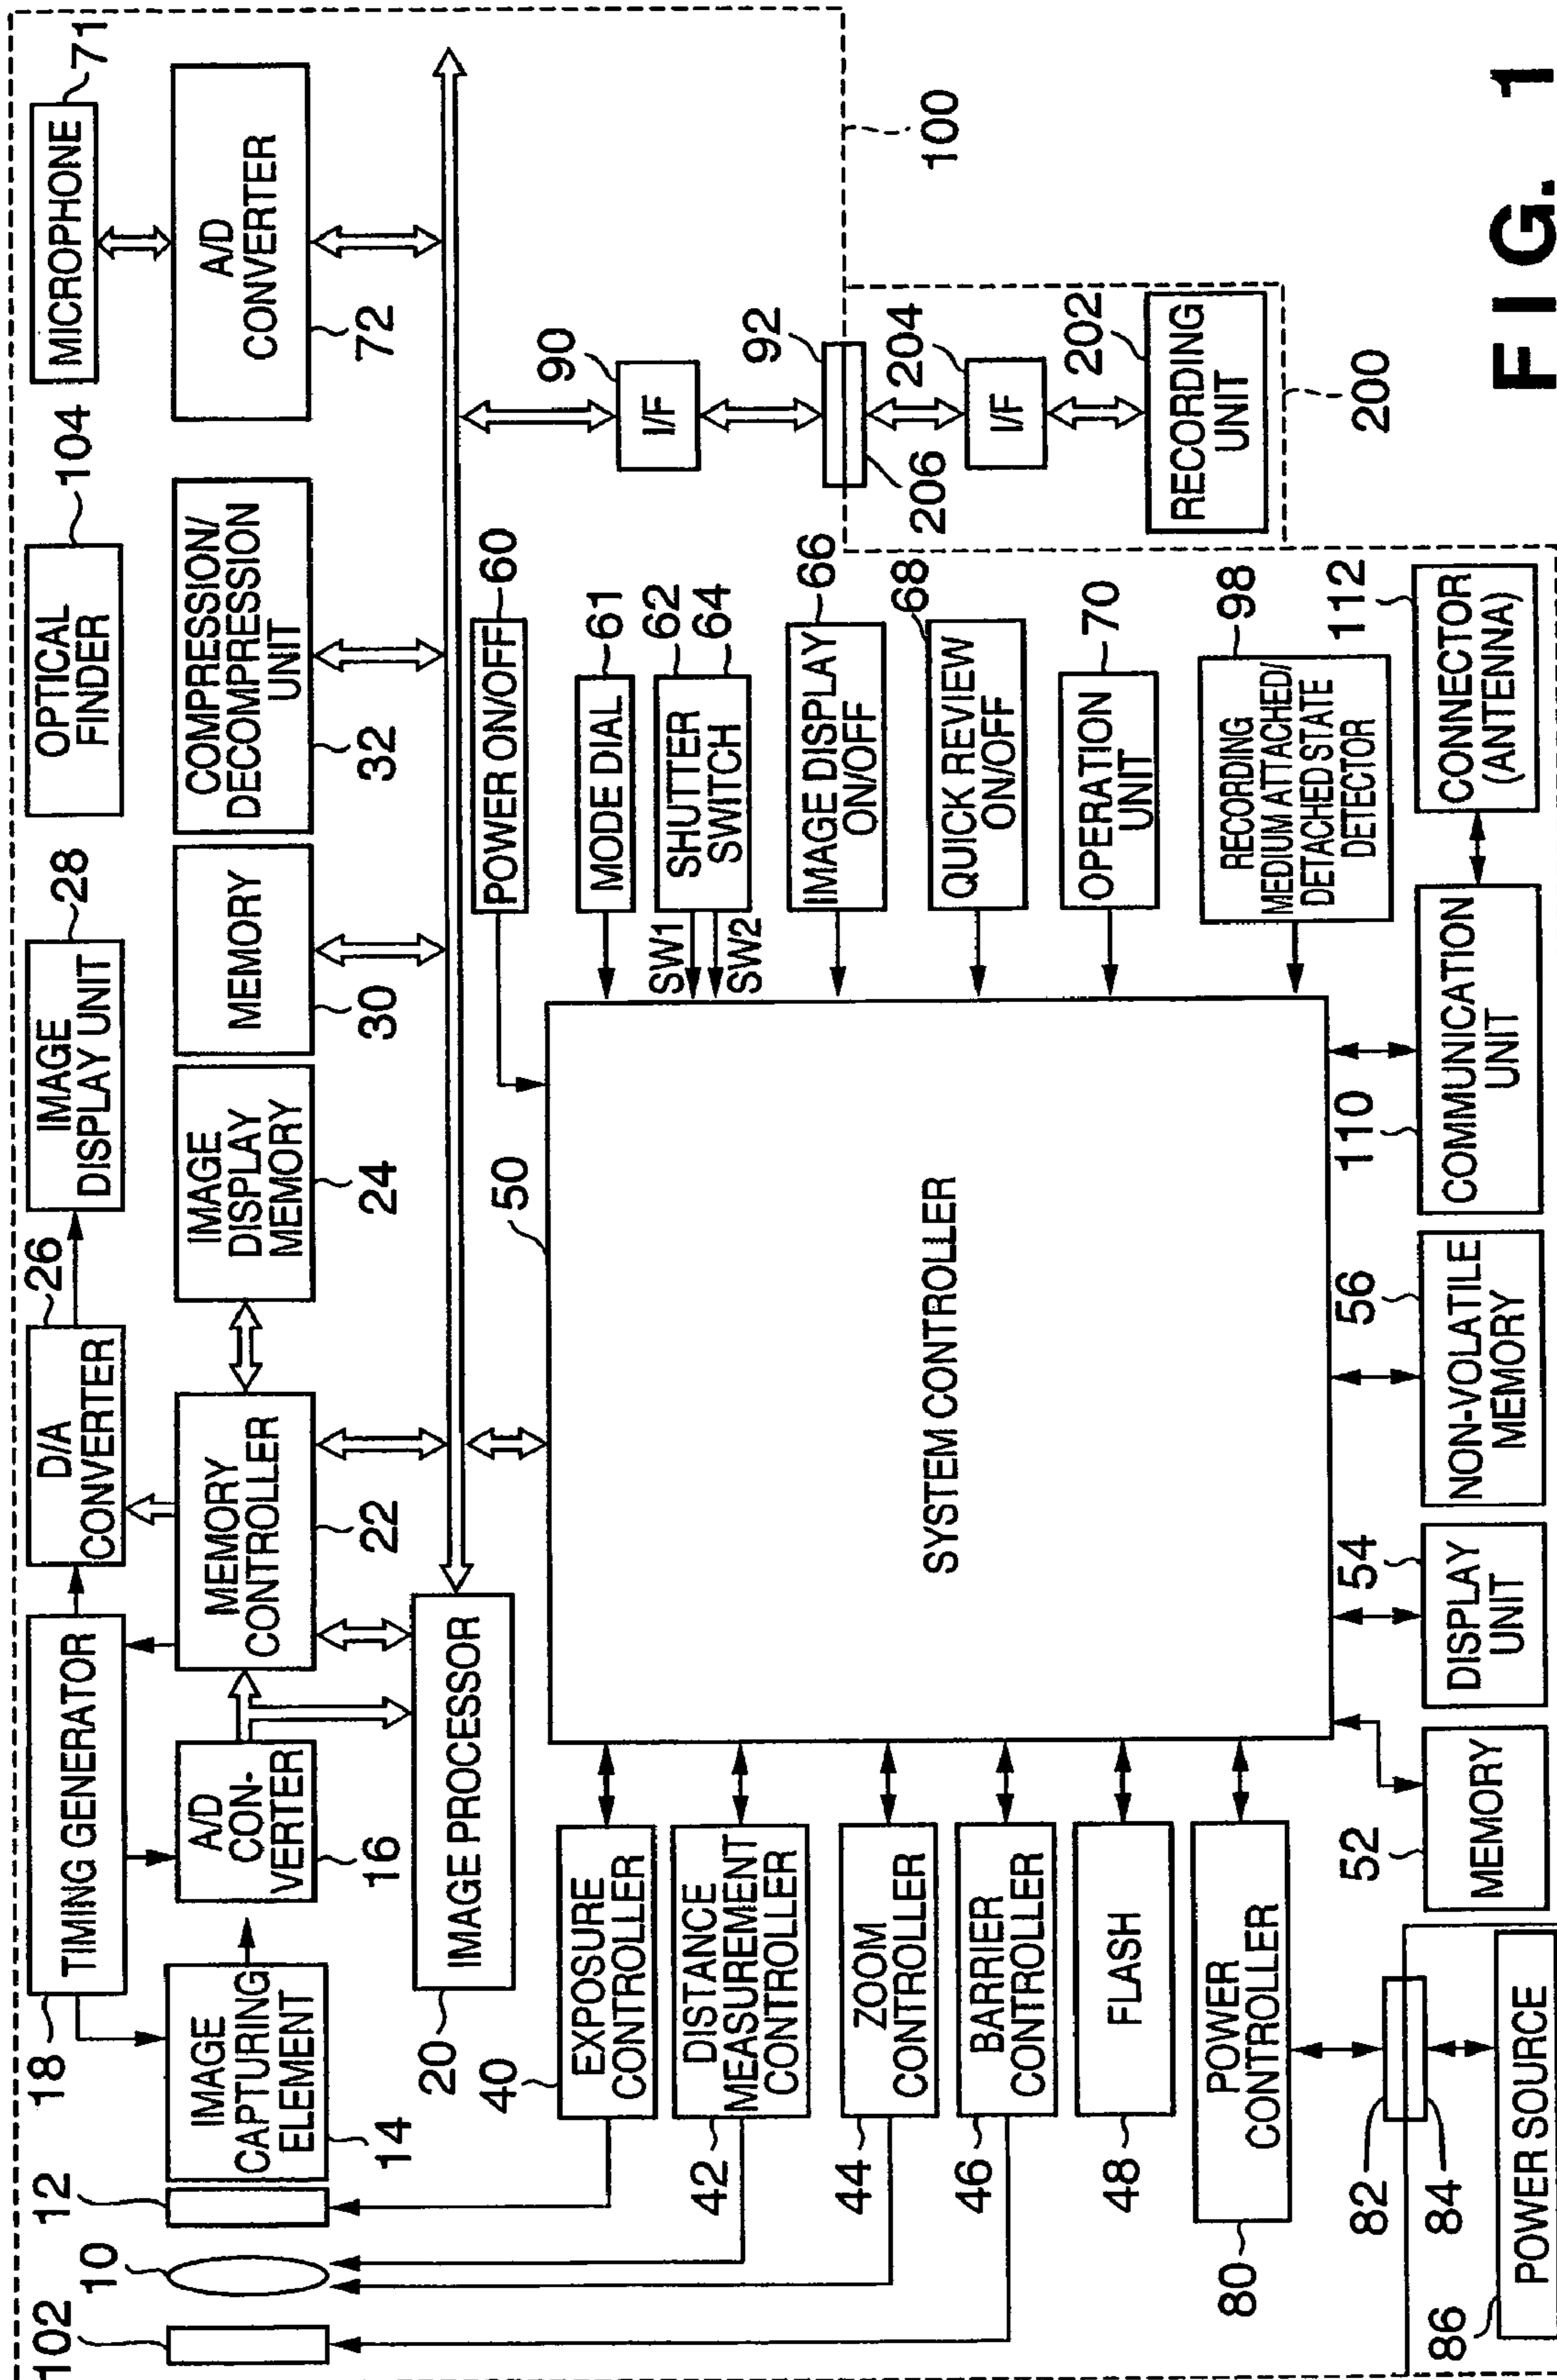 102
10
12
18
TIMING GENERATOR
D/A
CONVERTER
26
IMAGE
DISPLAY UNIT
28
OPTICAL
FINDER
104
MICROPHONE
71
IMAGE
CAPTURING
ELEMENT
14
A/D
CON-
VERTER
16
MEMORY
CONTROLLER
22
IMAGE
DISPLAY
MEMORY
24
MEMORY
30
COMPRESSION/
DECOMPRESSION
UNIT
32
A/D
CONVERTER
72
20
IMAGE PROCESSOR
50
SYSTEM CONTROLLER
40
EXPOSURE
CONTROLLER
42
DISTANCE
MEASUREMENT
CONTROLLER
44
ZOOM
CONTROLLER
46
BARRIER
CONTROLLER
48
FLASH
80
POWER
CONTROLLER
82
84
86
POWER SOURCE
POWER ON/OFF
60
MODE DIAL
61
SW1
SW2
SHUTTER
SWITCH
62
64
IMAGE DISPLAY
ON/OFF
66
QUICK REVIEW
ON/OFF
68
OPERATION
UNIT
70
RECORDING
MEDIUM ATTACHED/
DETACHED STATE
DETECTOR
98
52
MEMORY
54
DISPLAY
UNIT
56
NON-VOLATILE
MEMORY
110
COMMUNICATION
UNIT
112
CONNECTOR
(ANTENNA)
90
I/F
92
206
204
I/F
202
RECORDING
UNIT
100
200
FIG. 1